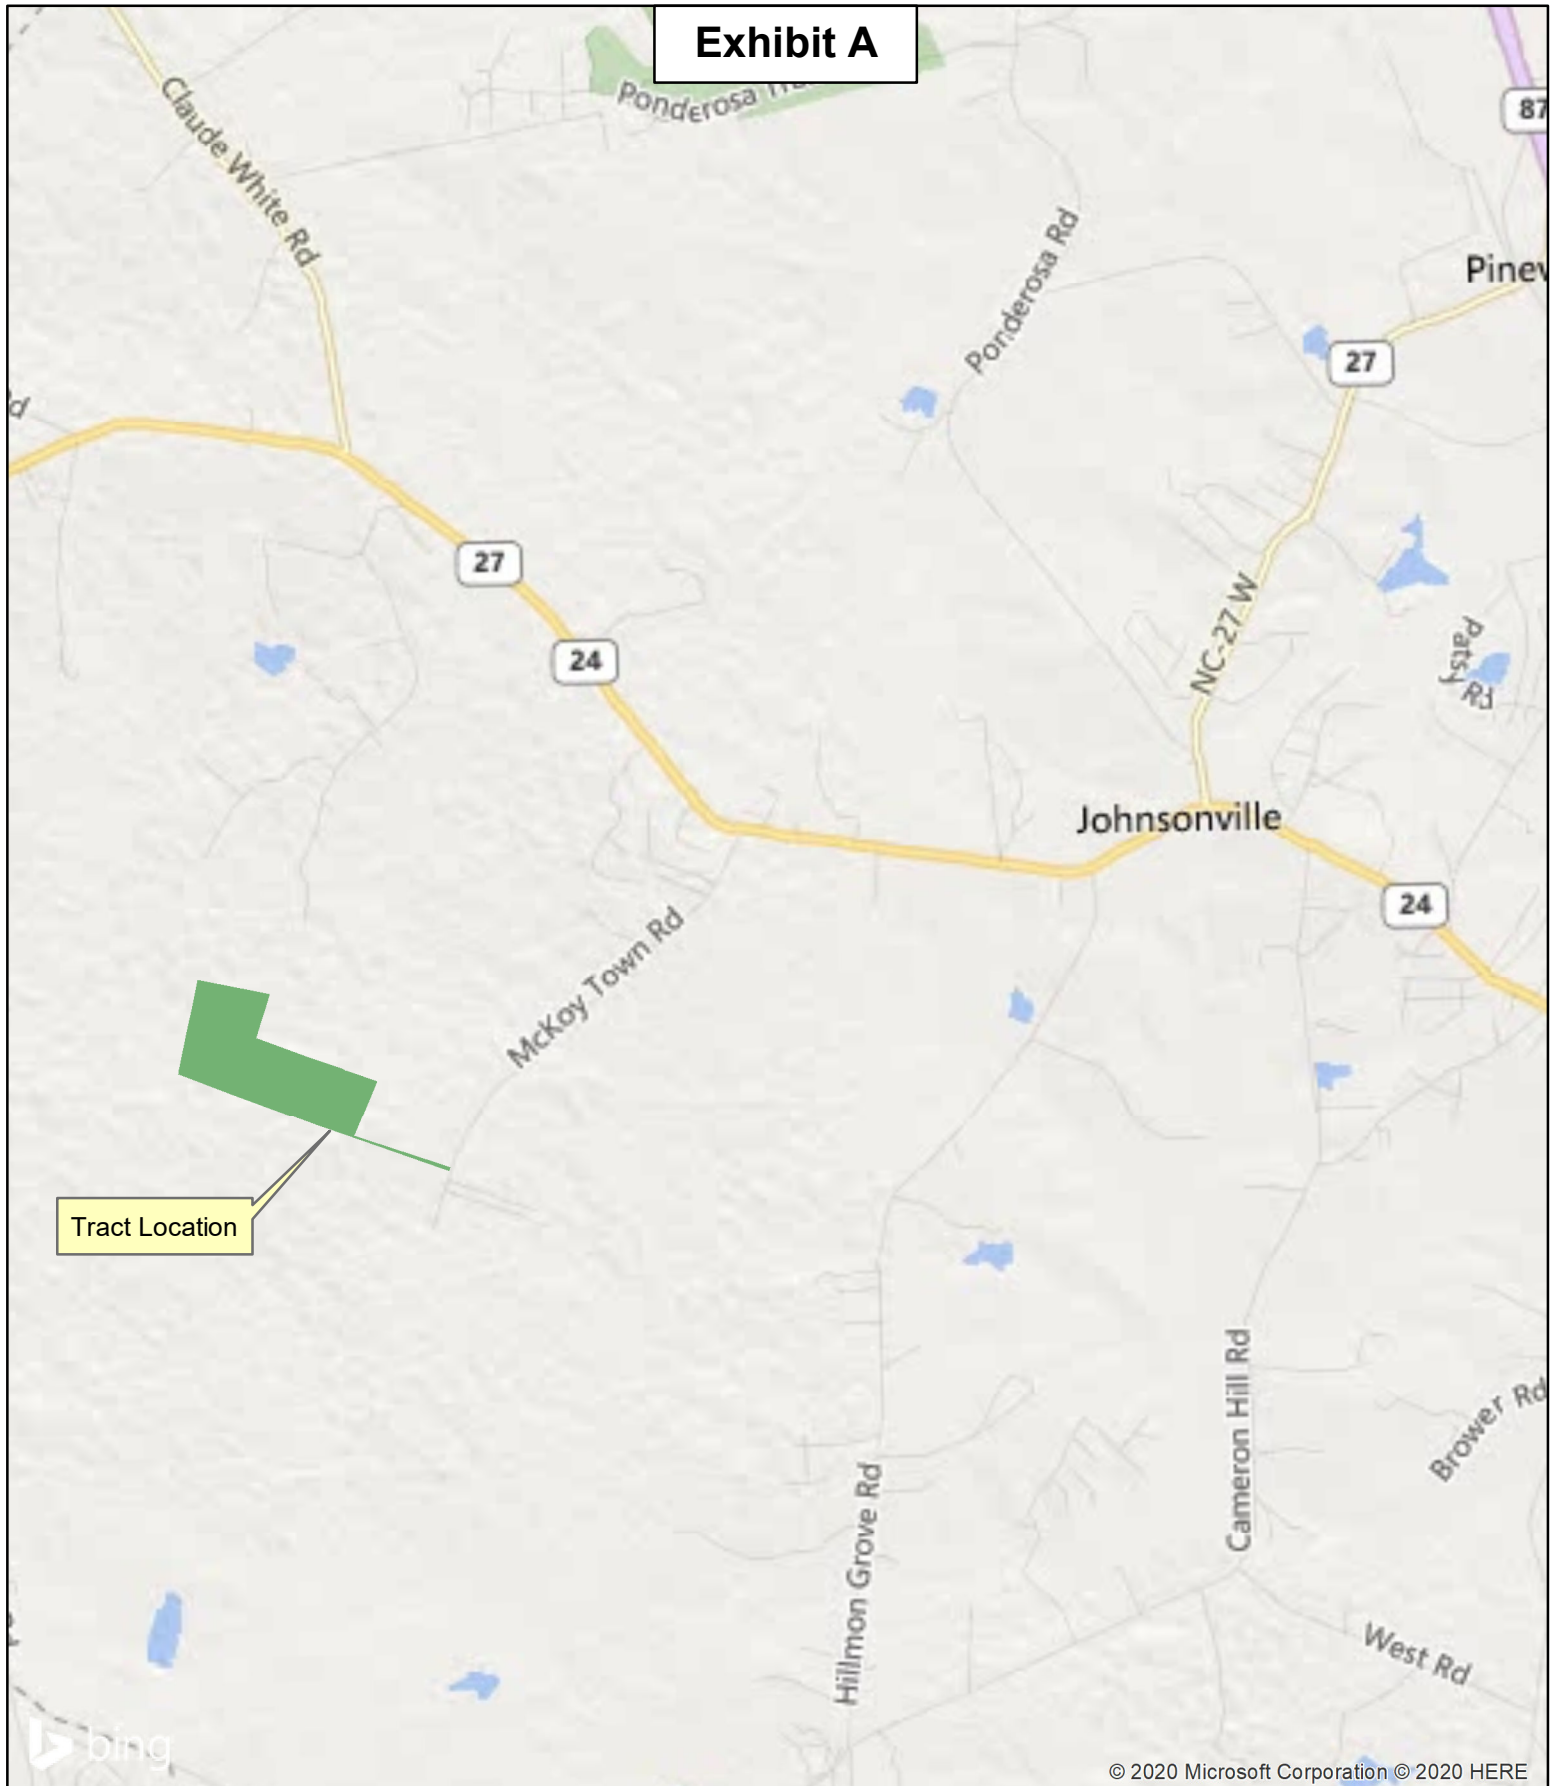 Exhibit A
Ponderosa
Claude White Rd
87
Ponderosa Rd
27
27
24
NC-27 W
Patsy Rd
Johnsonville
24
McKoy Town Rd
Tract Location
Cameron Hill Rd
Brower Rd
Hillmon Grove Rd
West Rd
bing
© 2020 Microsoft Corporation © 2020 HERE